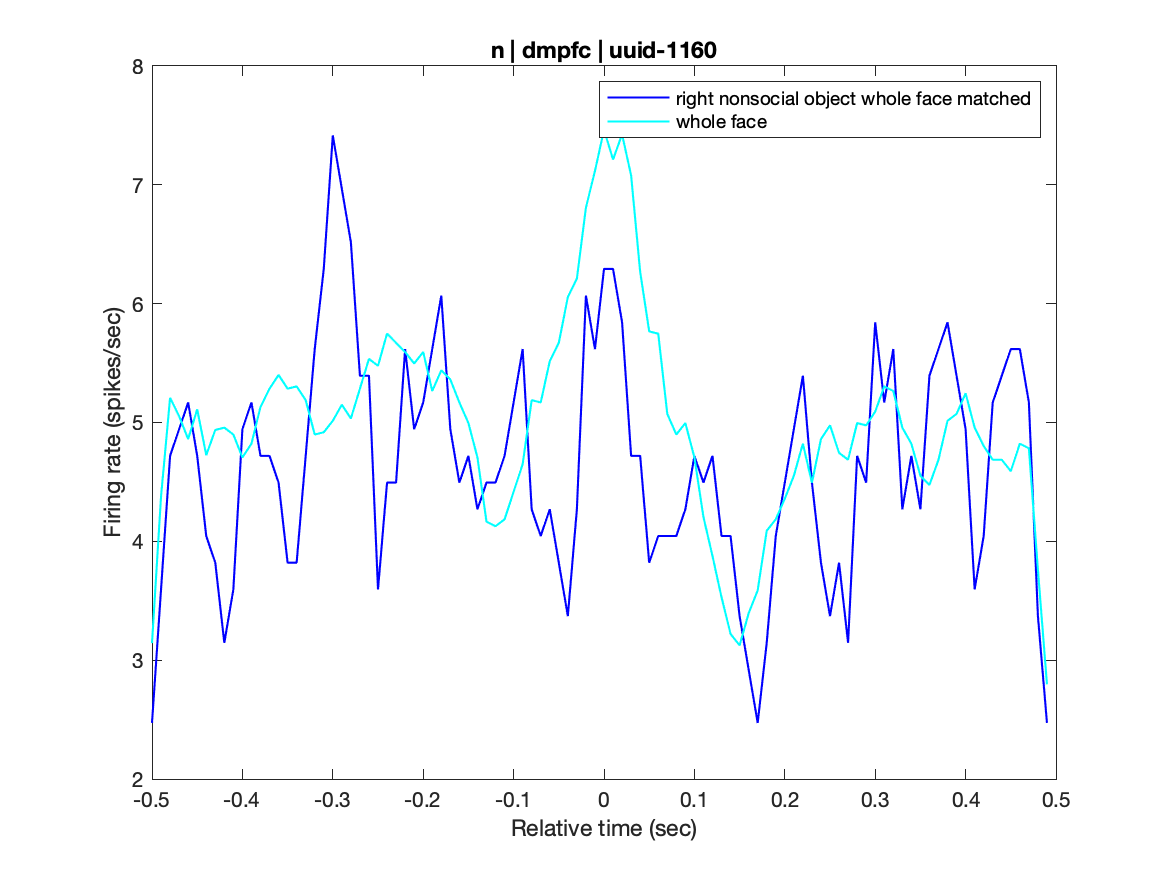 n | dmpfc | uuid-1160
right nonsocial object whole face matched
whole face
8
7
6
5
4
3
2
Firing rate (spikes/sec)
-0.5 -0.4 -0.3 -0.2 -0.1 0 0.1 0.2 0.3 0.4 0.5
Relative time (sec)